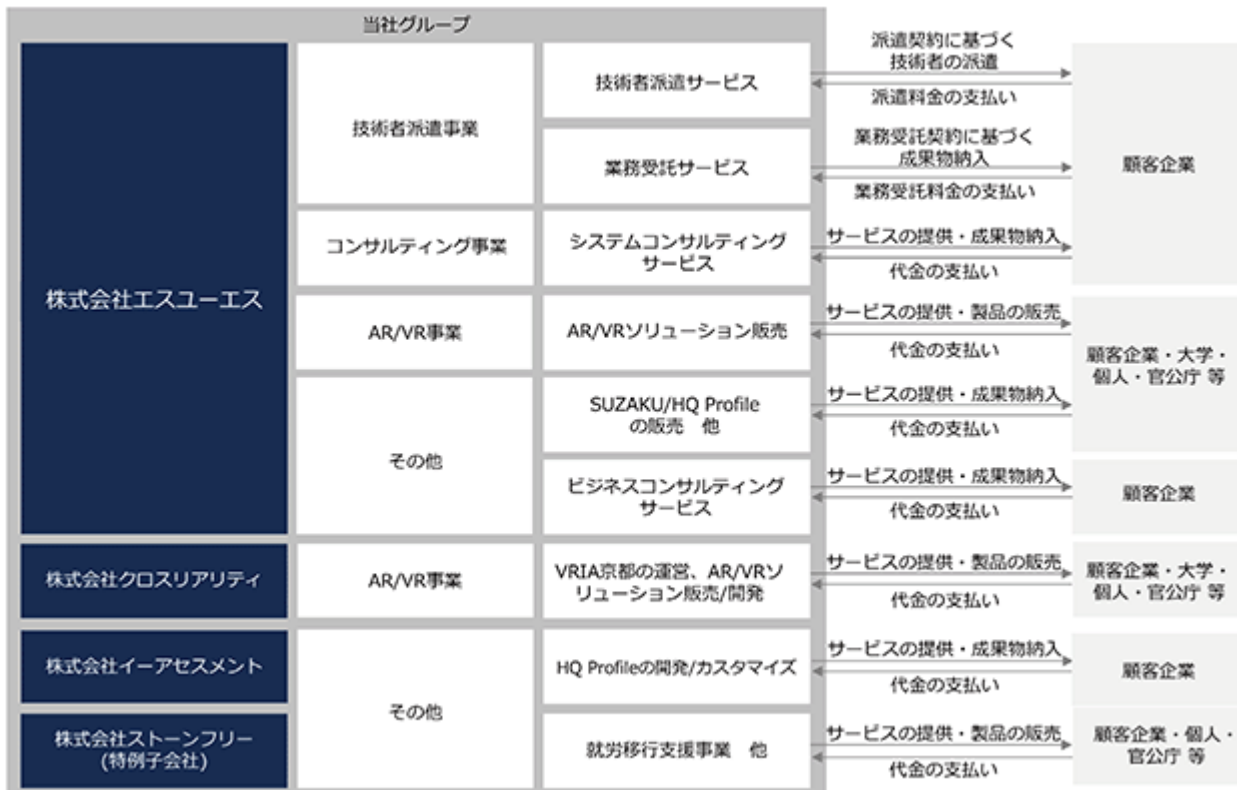 当社グループ
株式会社エスユーエス
技術者派遣事業
技術者派遣サービス
派遣契約に基づく
技術者の派遣
派遣料金の支払い
業務受託サービス
業務受託契約に基づく
成果物納入
業務受託料金の支払い
顧客企業
コンサルティング事業
システムコンサルティング
サービス
サービスの提供・成果物納入
代金の支払い
AR/VR事業
AR/VRソリューション販売
サービスの提供・製品の販売
代金の支払い
顧客企業・大学・
個人・官公庁 等
その他
SUZAKU/HQ Profile
の販売 他
サービスの提供・成果物納入
代金の支払い
ビジネスコンサルティング
サービス
サービスの提供・成果物納入
代金の支払い
顧客企業
株式会社クロスリアリティ
AR/VR事業
VRIA京都の運営、AR/VRソ
リューション販売/開発
サービスの提供・製品の販売
代金の支払い
顧客企業・大学・
個人・官公庁 等
株式会社イーアセスメント
その他
HQ Profileの開発/カスタマイズ
サービスの提供・成果物納入
代金の支払い
顧客企業
株式会社ストーンフリー
(特例子会社)
就労移行支援事業 他
サービスの提供・製品の販売
代金の支払い
顧客企業・個人・
官公庁 等